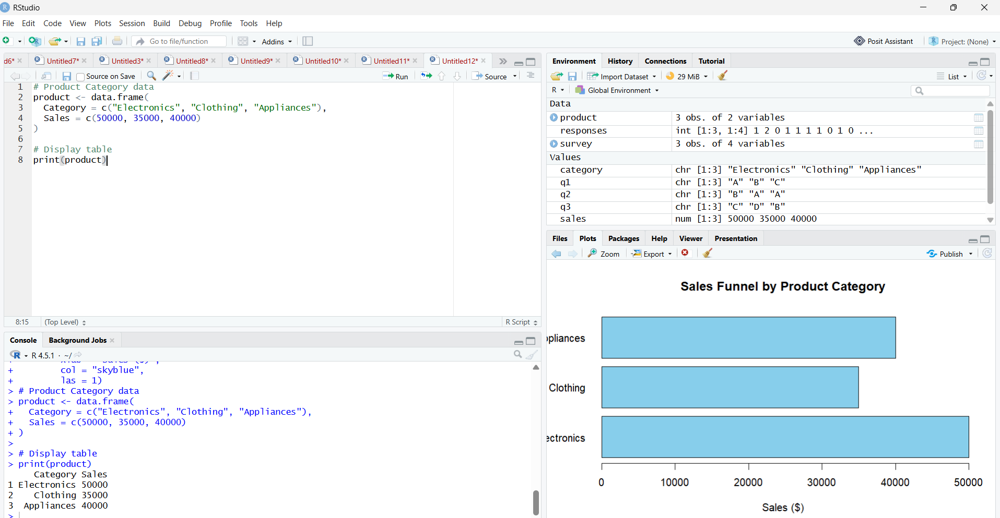 RStudio
File Edit Code View Plots Session Build Debug Profile Tools Help
Go to file/function Addins Posit Assistant Project: (None)
d6* Untitled7* Untitled3* Untitled8* Untitled9* Untitled10* Untitled11* Untitled12*
Source on Save Run Source
1 # Product Category data
2 product <- data.frame(
3 Category = c("Electronics", "Clothing", "Appliances"),
4 Sales = c(50000, 35000, 40000)
5 )
6
7 # Display table
8 print(product)
8:15 (Top Level) R Script
Console Background Jobs
R 4.5.1 · ~/
+ col = "skyblue",
+ las = 1)
> # Product Category data
> product <- data.frame(
+ Category = c("Electronics", "Clothing", "Appliances"),
+ Sales = c(50000, 35000, 40000)
+ )
>
> # Display table
> print(product)
Category Sales
1 Electronics 50000
2 Clothing 35000
3 Appliances 40000
>
Environment History Connections Tutorial
Import Dataset 29 MiB List
R Global Environment
Data
product 3 obs. of 2 variables
responses int [1:3, 1:4] 1 2 0 1 1 1 1 0 1 0 ...
survey 3 obs. of 4 variables
Values
category chr [1:3] "Electronics" "Clothing" "Appliances"
q1 chr [1:3] "A" "B" "C"
q2 chr [1:3] "B" "A" "A"
q3 chr [1:3] "C" "D" "B"
sales num [1:3] 50000 35000 40000
Files Plots Packages Help Viewer Presentation
Zoom Export Publish
Sales Funnel by Product Category
ppliances
Clothing
ectronics
0 10000 20000 30000 40000 50000
Sales ($)